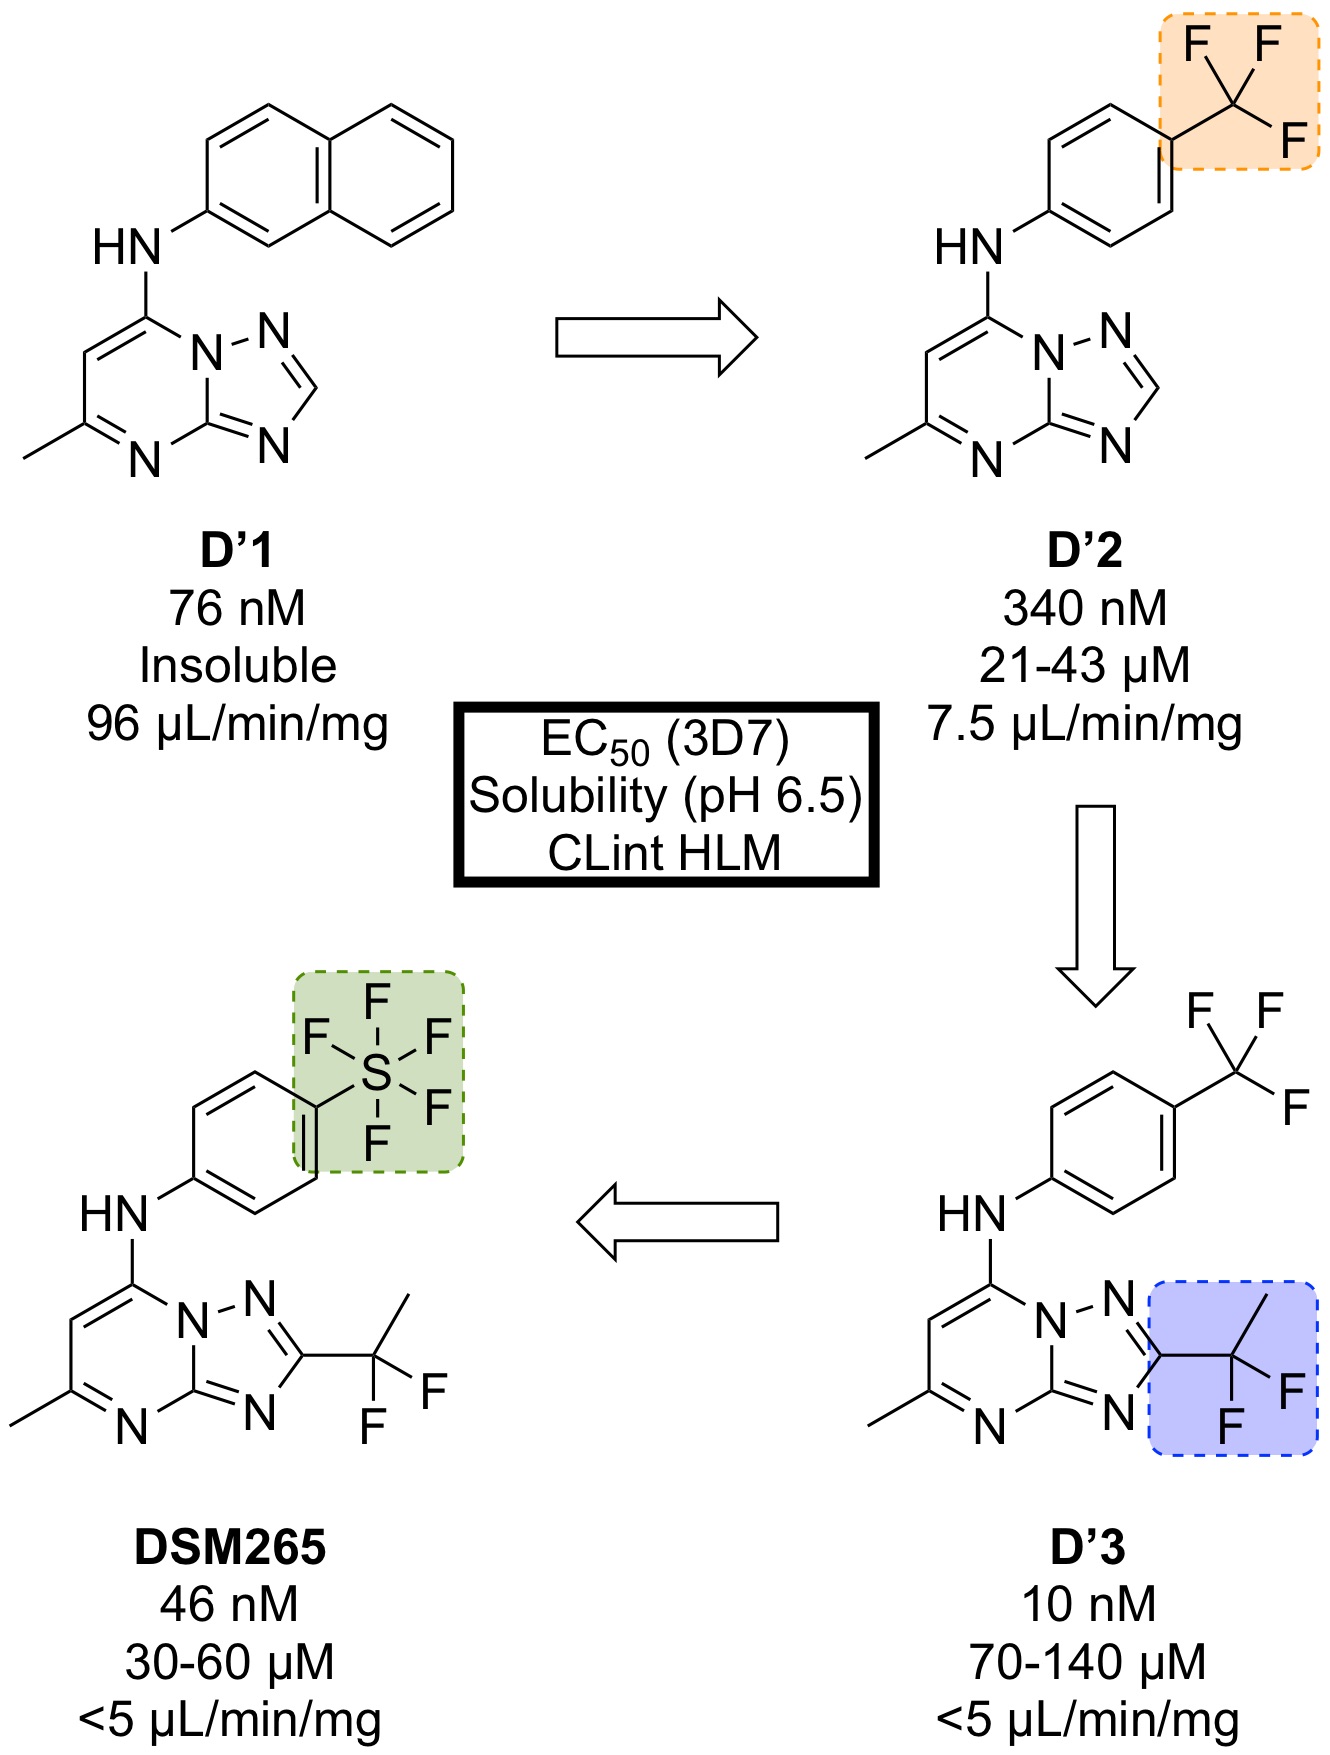 F F
F
HN
N
N
N
N
D’1
76 nM
Insoluble
96 µL/min/mg
HN
N
N
N
N
D’2
340 nM
21-43 µM
7.5 µL/min/mg
EC50 (3D7)
Solubility (pH 6.5)
CLint HLM
F
F
F
S
F
F
HN
N
N
N
N
F
F
DSM265
46 nM
30-60 µM
<5 µL/min/mg
F F
F
HN
N
N
N
N
F
F
D’3
10 nM
70-140 µM
<5 µL/min/mg